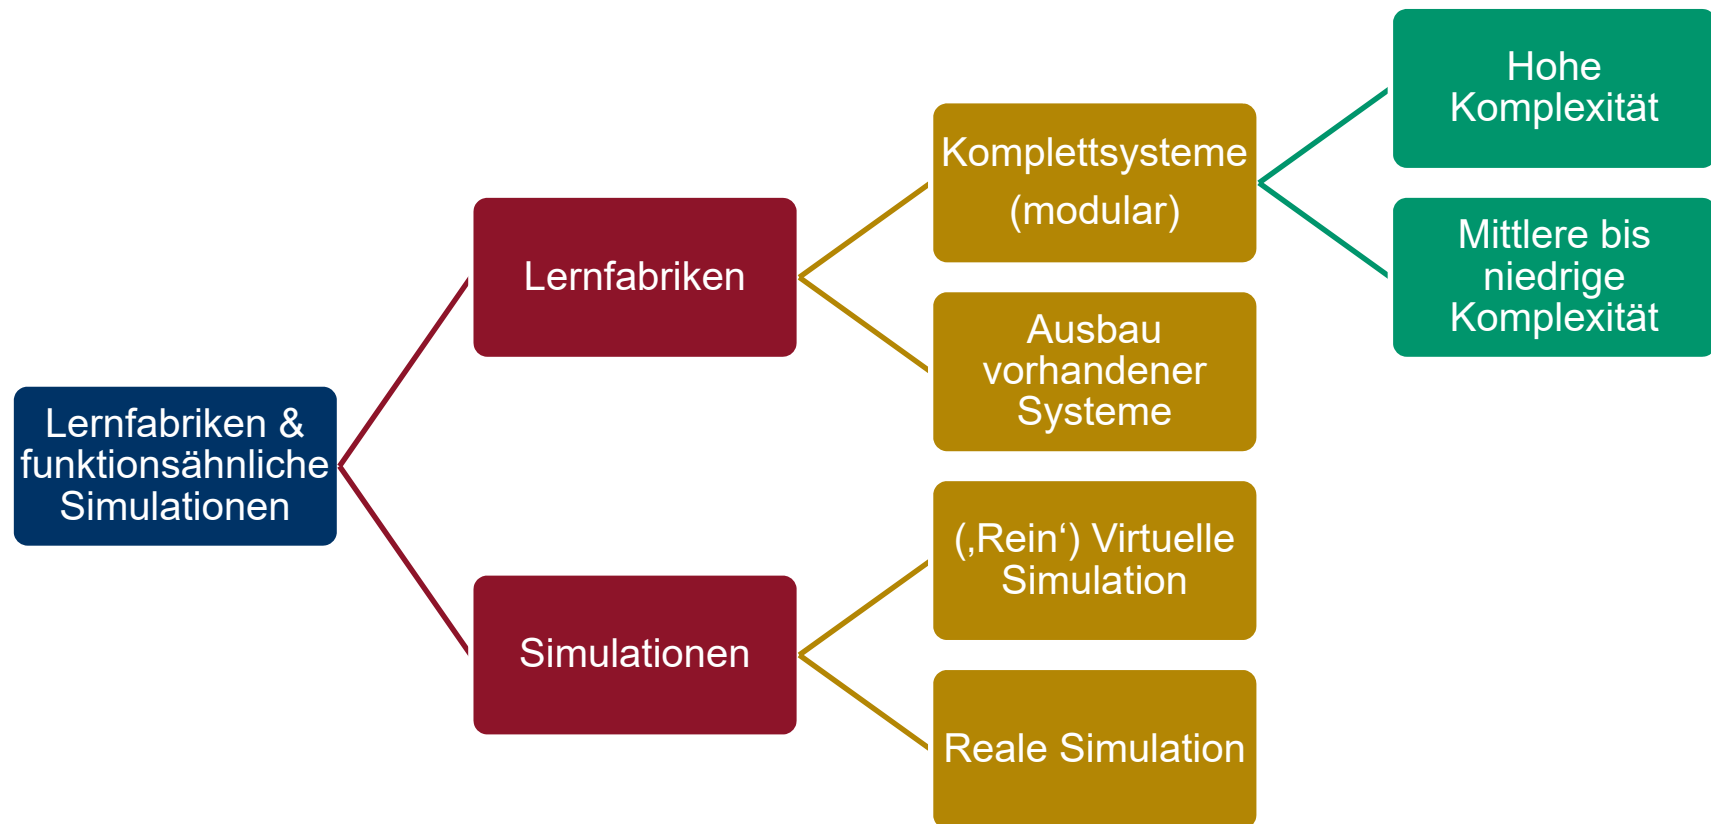 Lernfabriken &
funktionsähnliche
Simulationen
Lernfabriken
Komplettsysteme
(modular)
Hohe
Komplexität
Mittlere bis
niedrige
Komplexität
Ausbau
vorhandener
Systeme
Simulationen
(‚Rein‘) Virtuelle
Simulation
Reale Simulation